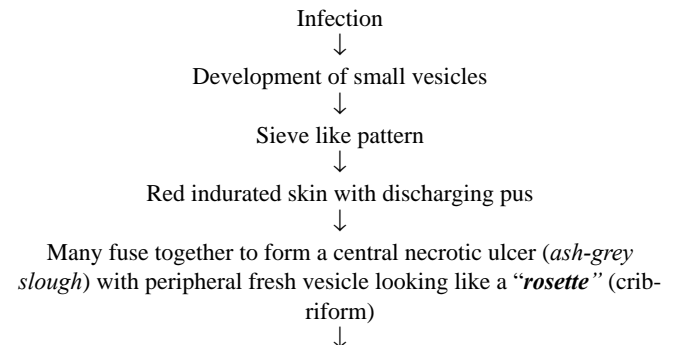 Infection
↓
Development of small vesicles
↓
Sieve like pattern
↓
Red indurated skin with discharging pus
↓
Many fuse together to form a central necrotic ulcer (ash-grey
slough) with peripheral fresh vesicle looking like a “rosette” (crib-
riform)
↓